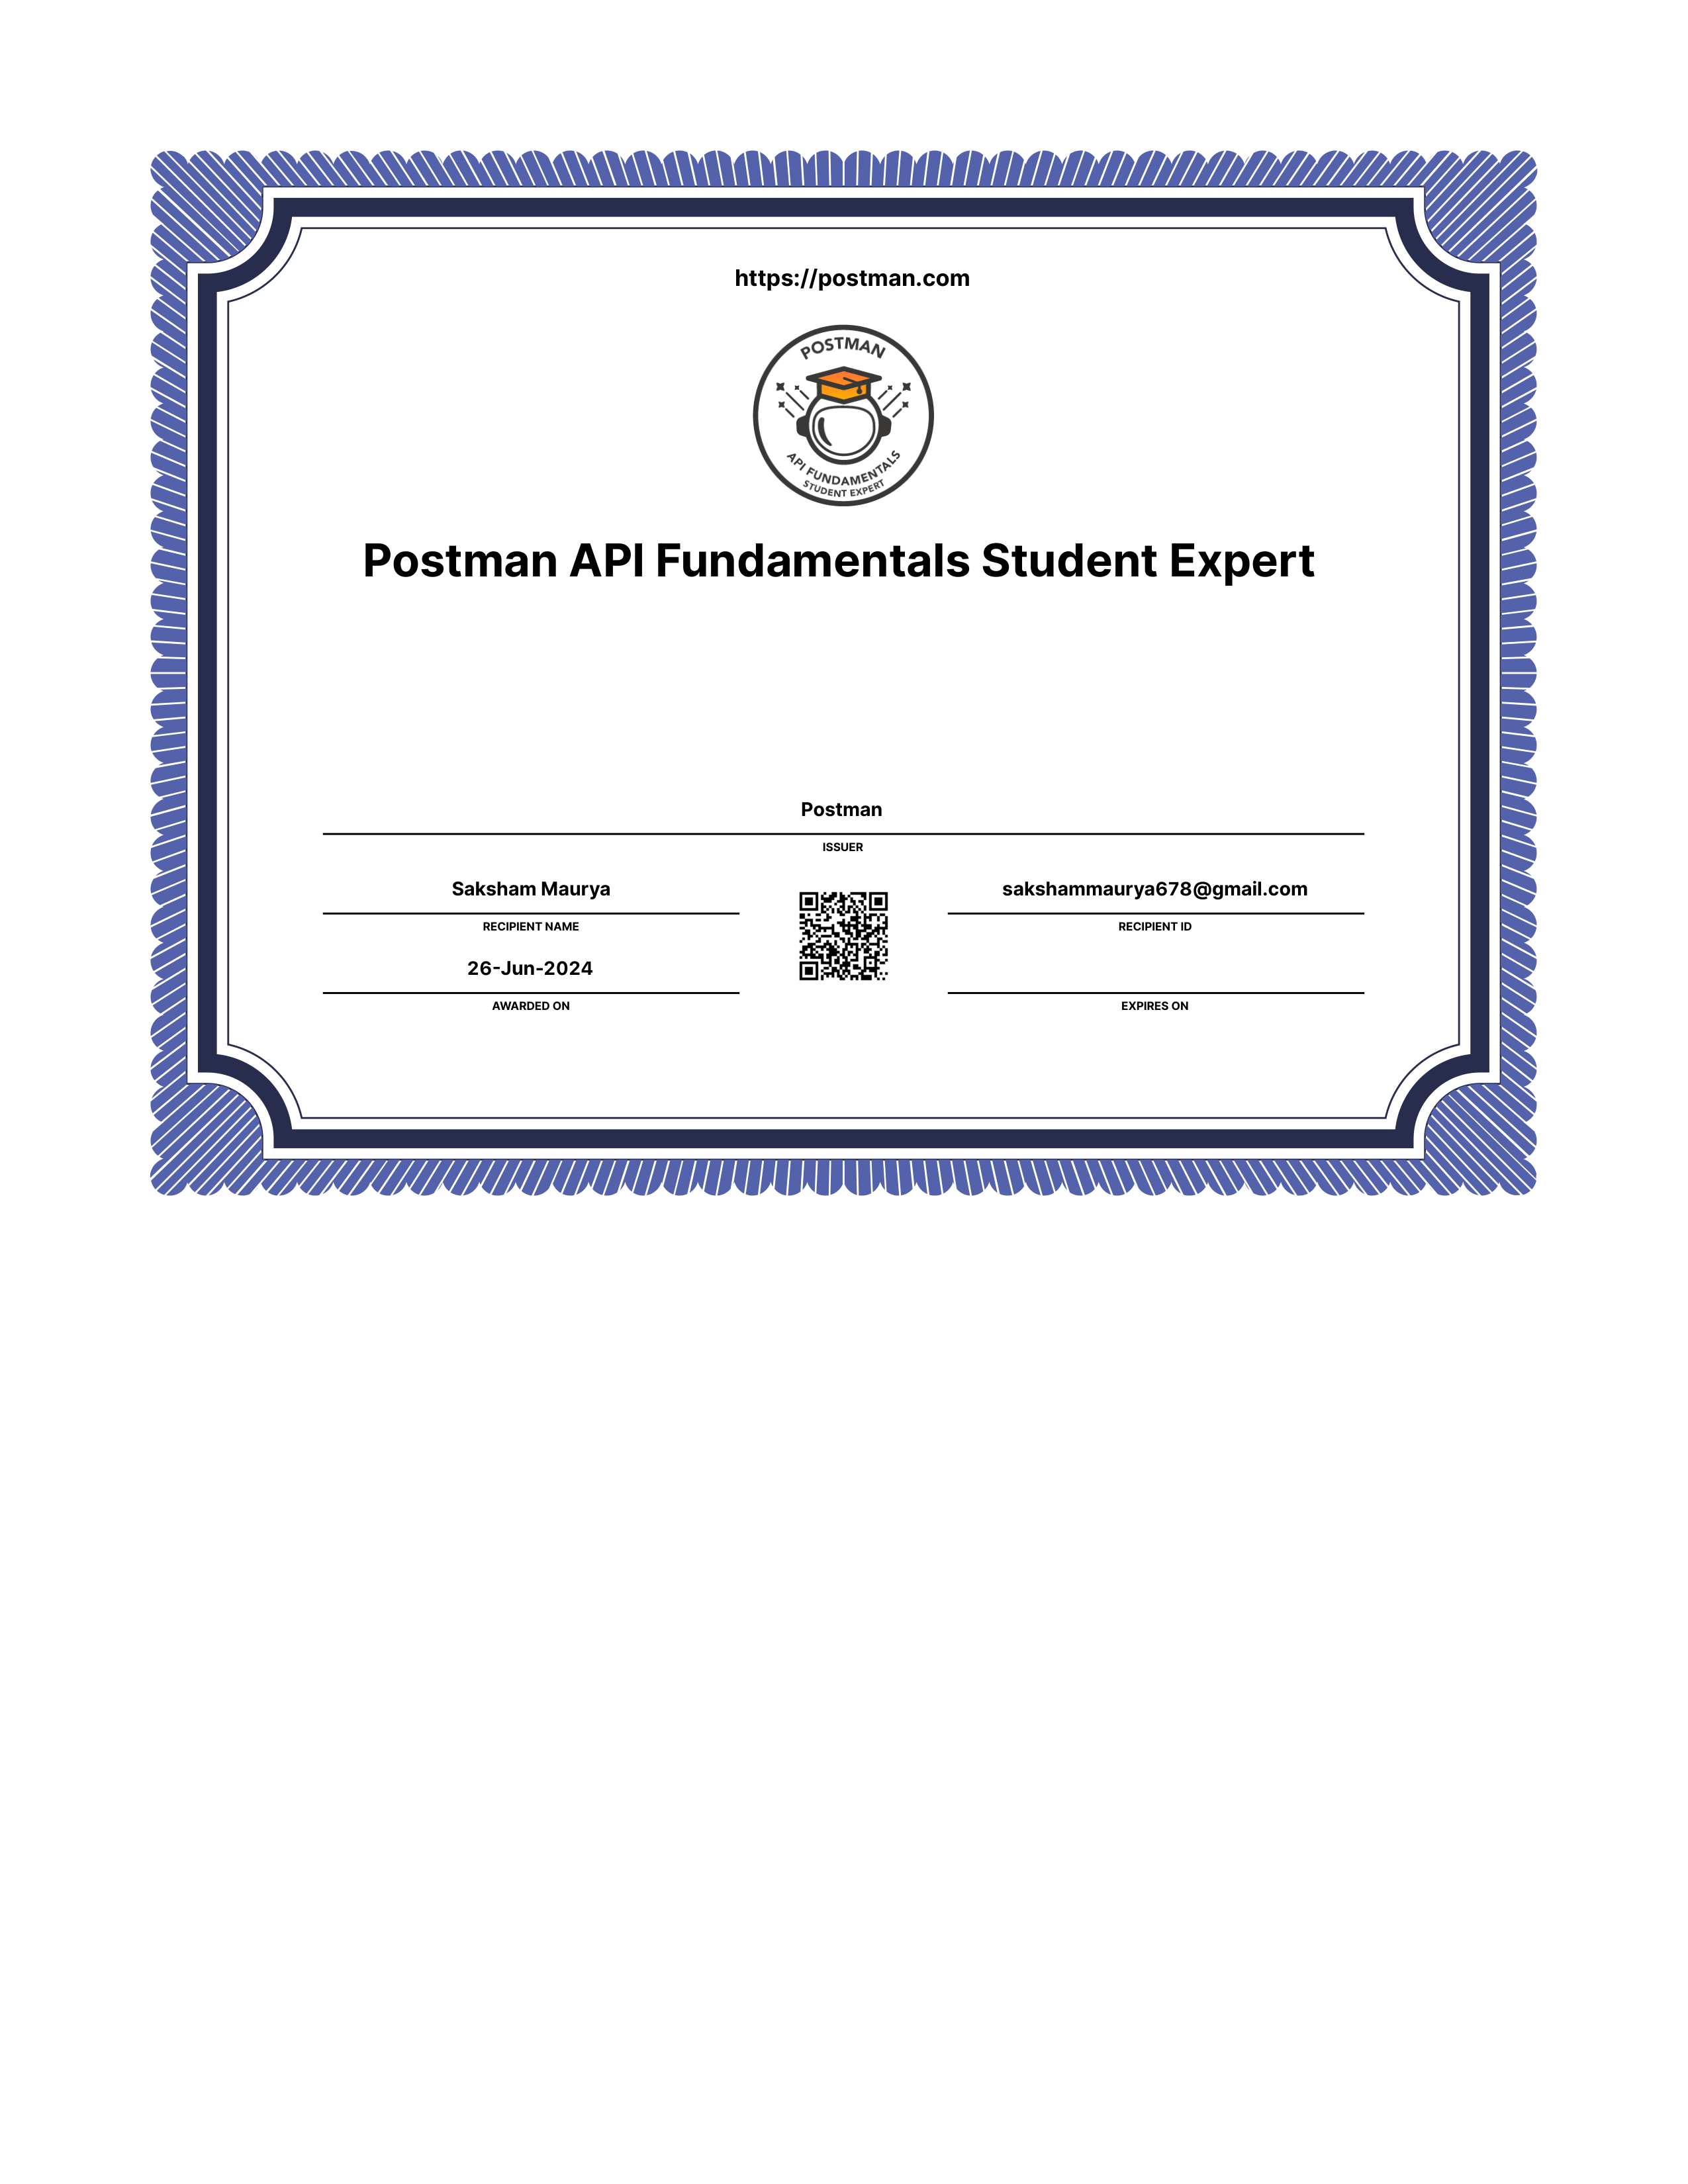 https://postman.com
POSTMAN
API FUNDAMENTALS
STUDENT EXPERT
Postman API Fundamentals Student Expert
Postman
ISSUER
Saksham Maurya
RECIPIENT NAME
sakshammaurya678@gmail.com
RECIPIENT ID
26-Jun-2024
AWARDED ON
EXPIRES ON